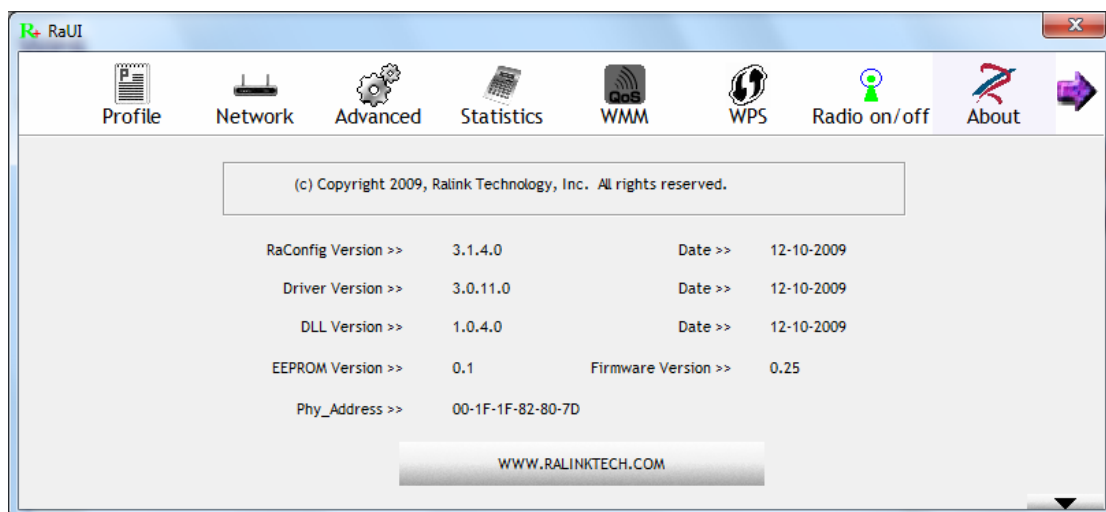 R+ RaUI
Profile Network Advanced Statistics QoS WMM WPS Radio on/off About
(c) Copyright 2009, Ralink Technology, Inc. All rights reserved.
RaConfig Version >> 3.1.4.0 Date >> 12-10-2009
Driver Version >> 3.0.11.0 Date >> 12-10-2009
DLL Version >> 1.0.4.0 Date >> 12-10-2009
EEPROM Version >> 0.1 Firmware Version >> 0.25
Phy_Address >> 00-1F-1F-82-80-7D
WWW.RALINKTECH.COM